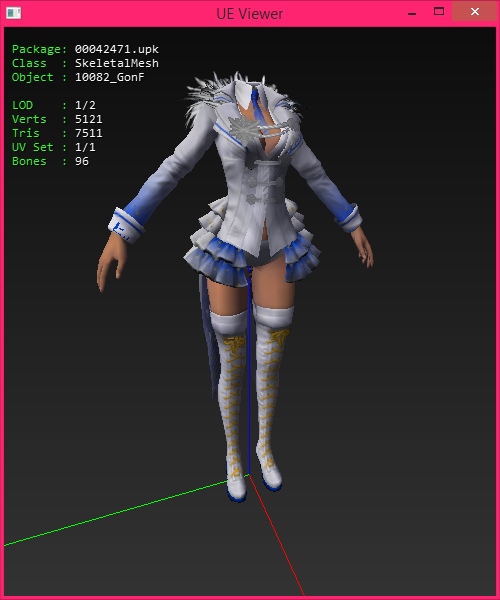 UE Viewer
Package: 00042471.upk
Class : SkeletalMesh
Object : 10082_GonF
LOD : 1/2
Verts : 5121
Tris : 7511
UV Set : 1/1
Bones : 96